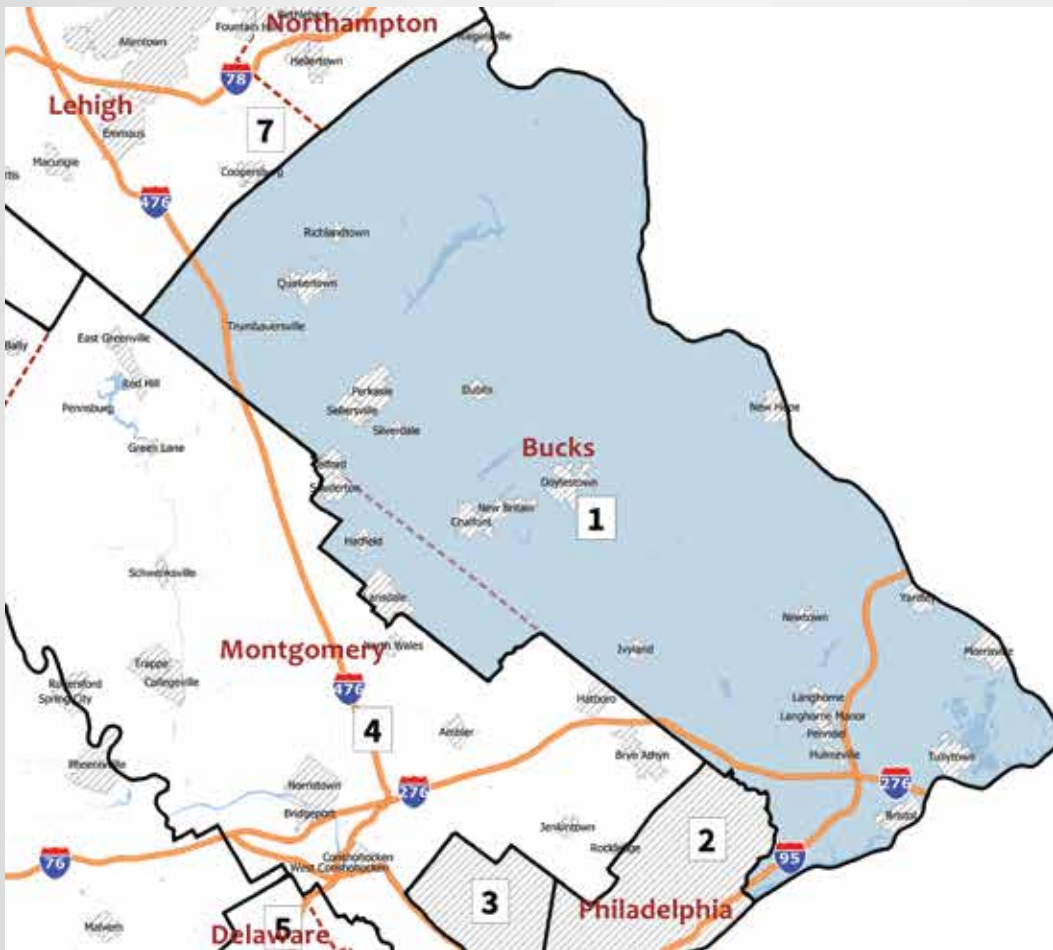 Northampton
Allentown
Hellertown
78
Lehigh
7
Emmaus
Macungie
Coopersburg
476
Richlandtown
Quakertown
Trumbauersville
East Greenville
Bally
Red Hill
Perkasie
Dublin
Pennsburg
Sellersville
New Hope
Silverdale
Green Lane
Bucks
Telford
Souderton
Doylestown
New Britain
1
Chalfont
Hatfield
Schwenksville
Yardley
Lansdale
Newtown
North Wales
Ivyland
Montgomery
Morrisville
Trappe
Collegeville
Royersford
Spring City
476
Langhorne
Hatboro
Langhorne Manor
4
Ambler
Penndel
Bryn Athyn
Hulmeville
Tullytown
Phoenixville
Norristown
276
276
Bridgeport
Bristol
Jenkintown
2
Rockledge
Conshohocken
West Conshohocken
76
95
3
Philadelphia
Malvern
5
Delaware